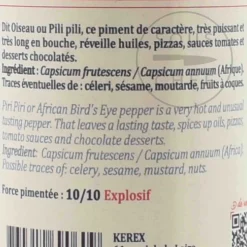 Dit Oiseau ou Pili pili, ce piment de caractère, très puissant et
très long en bouche, réveille huiles, pizzas, sauces tomates et
desserts chocolatés.
Ingrédient : Capsicum frutescens / Capsicum annuum (Afrique).
Traces éventuelles de : céleri, sésame, moutarde, fruits à coques.
Piri Piri or African Bird's Eye pepper is a very hot and unusual
tasting pepper. That leaves a lasting taste, spices up oils, pizzas,
tomato sauces and chocolate desserts.
Ingredient : Capsicum frutescens / Capsicum annuum (Africa).
Possible traces of: celery, sesame, mustard, nuts.
Force pimentée : 10/10 Explosif
KEREX